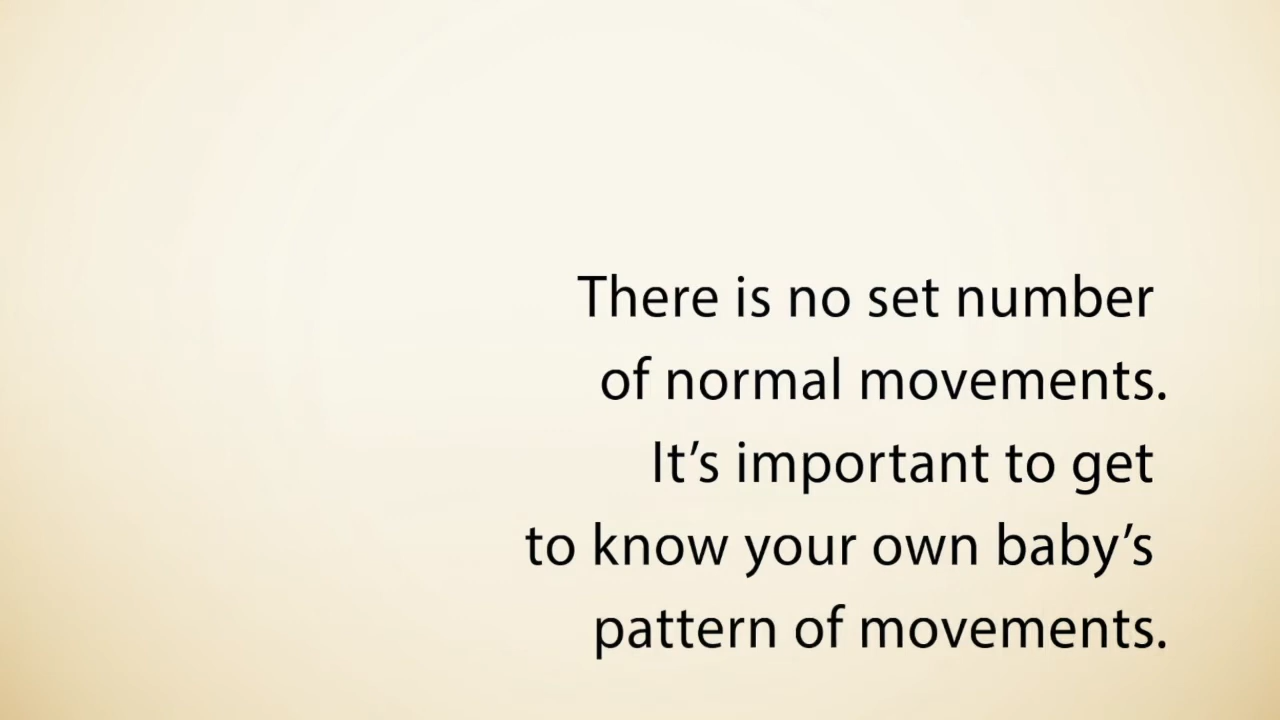 There is no set number
of normal movements.
It’s important to get
to know your own baby’s
pattern of movements.